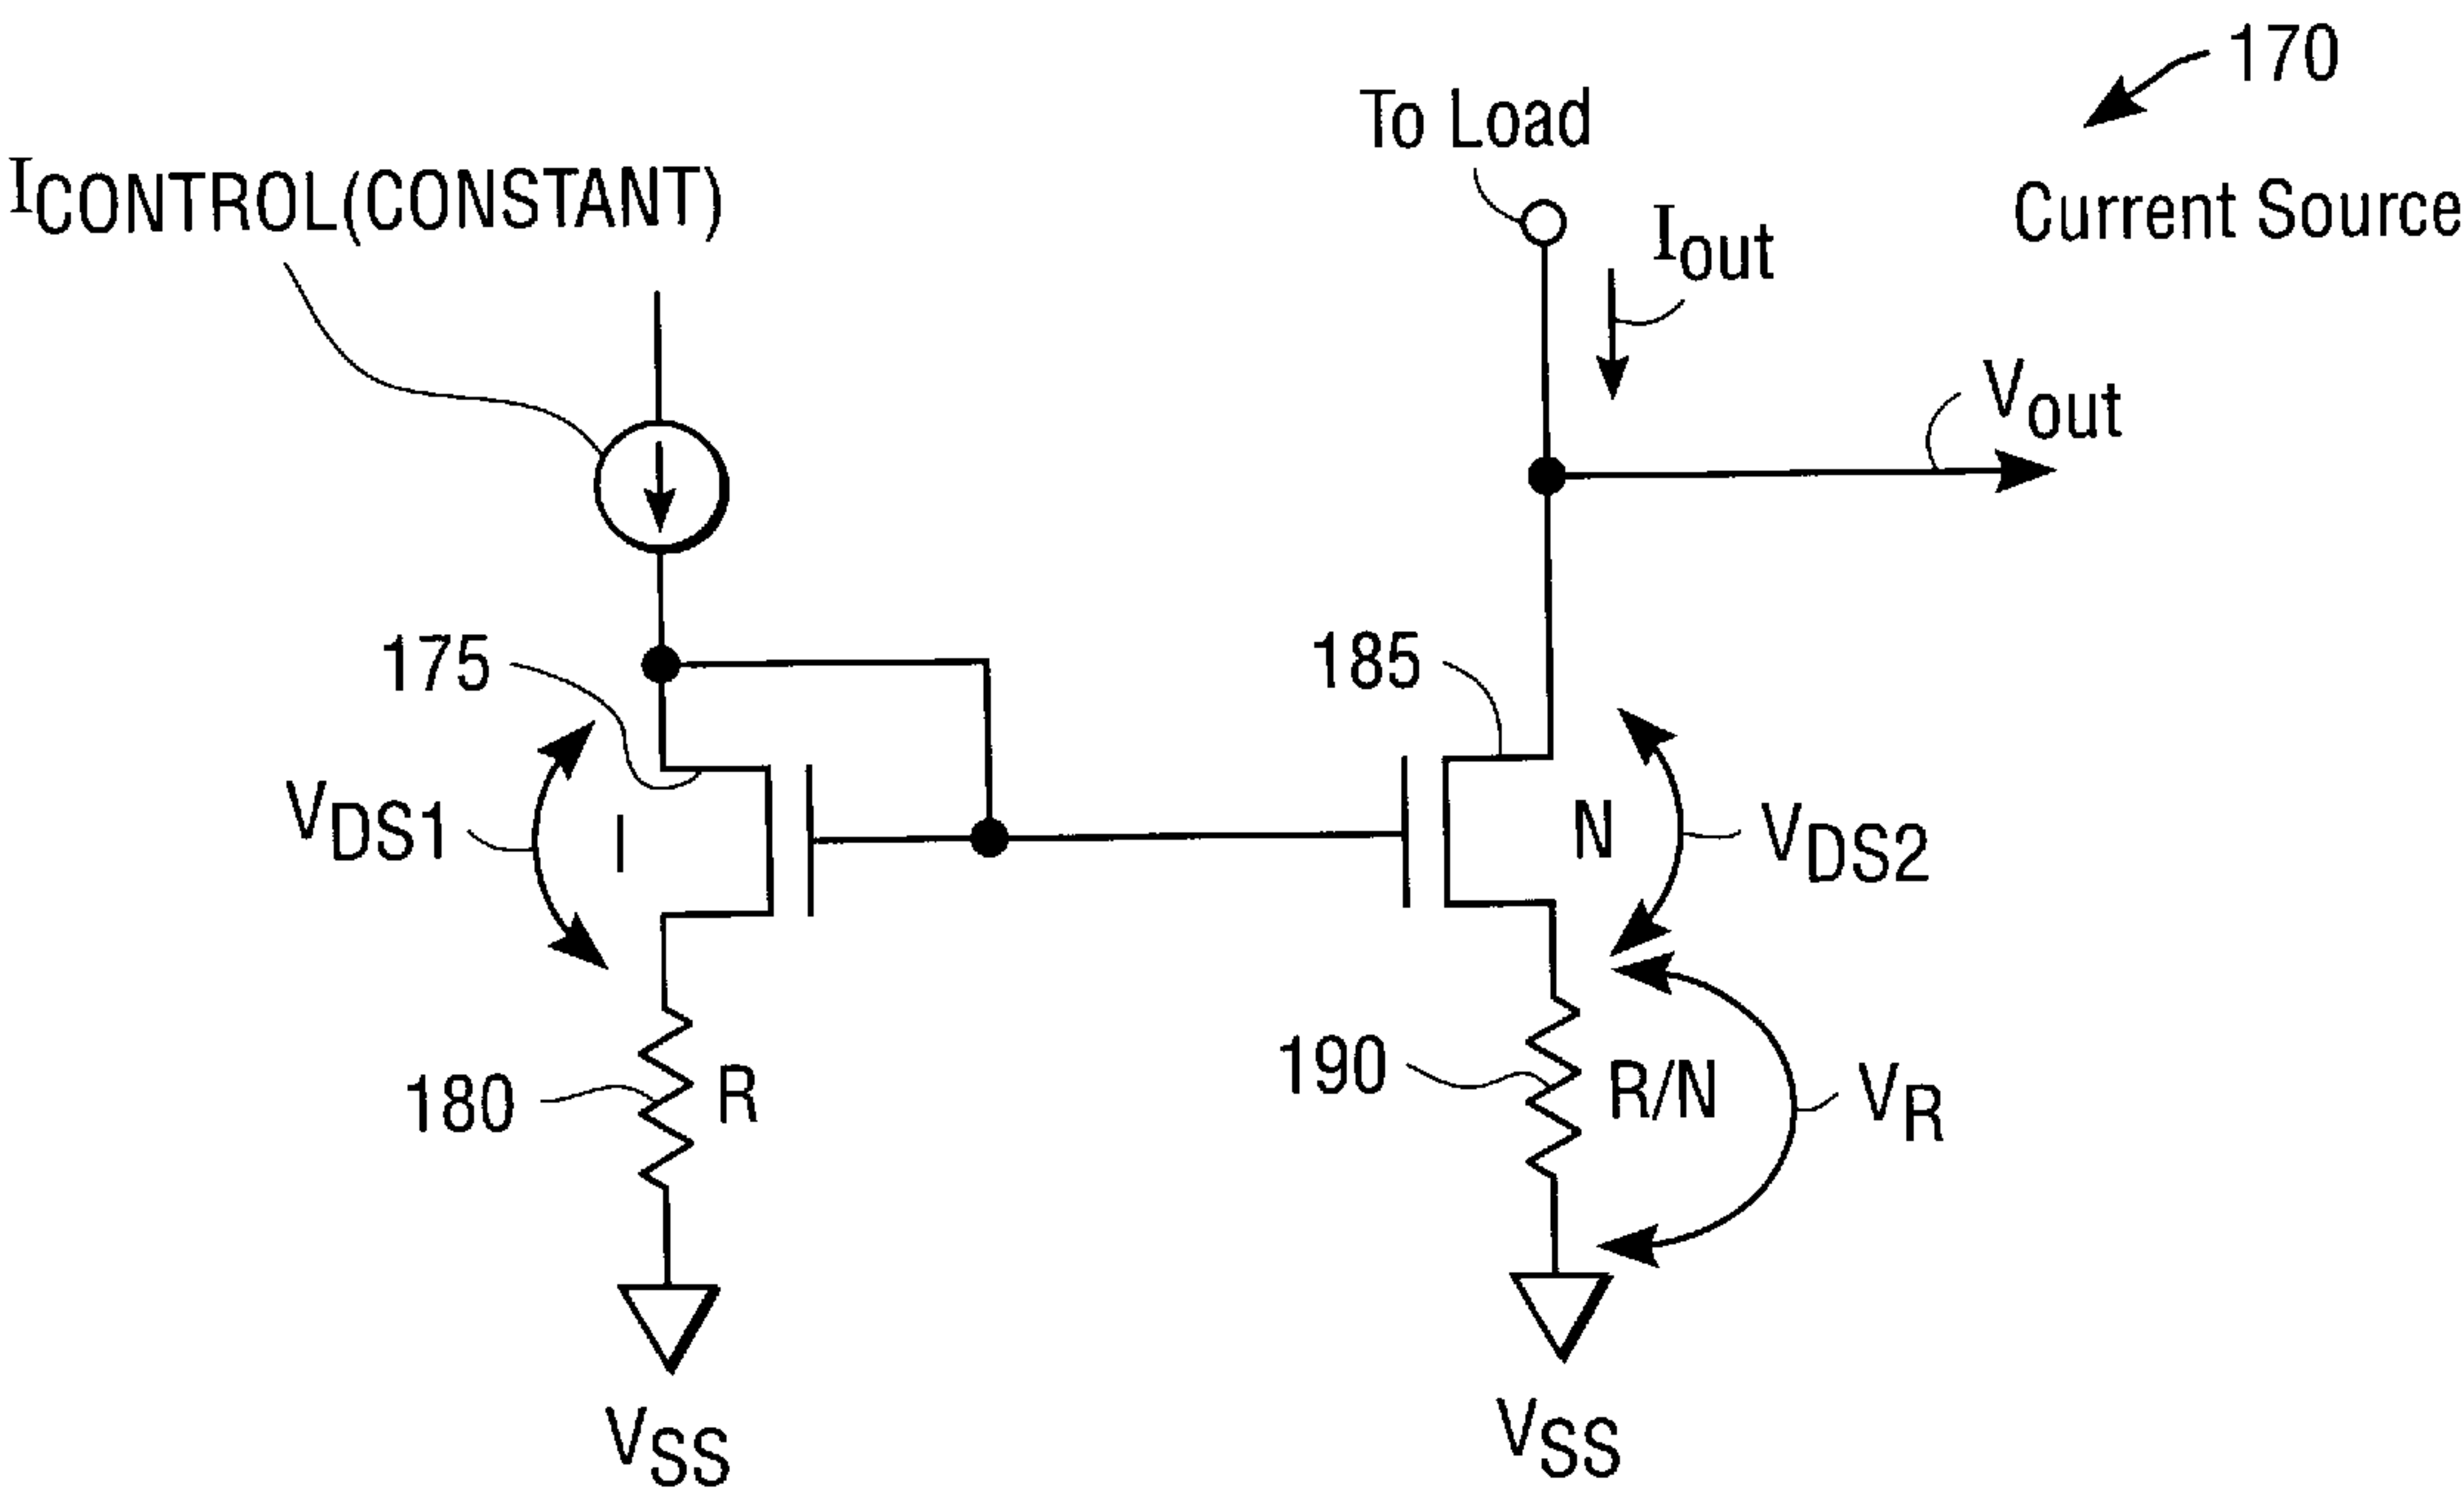 170
Current Source
To Load
ICONTROL(CONSTANT)
Iout
Vout
175
185
VDS1
I
N
VDS2
180
R
190
R/N
VR
VSS
VSS